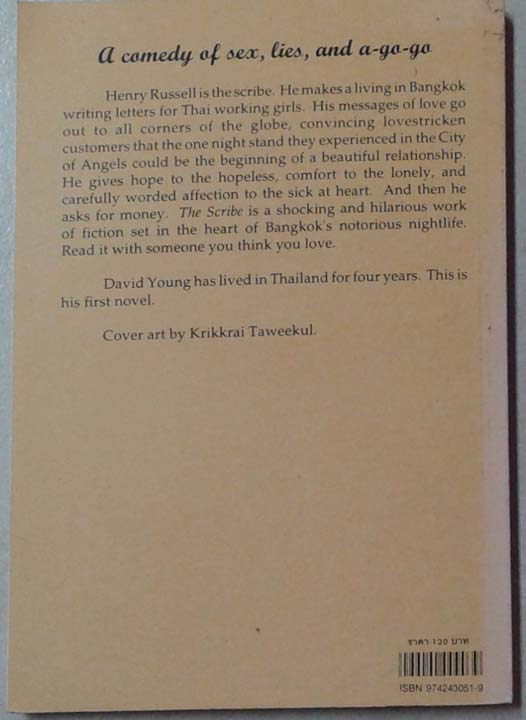 A comedy of sex, lies, and a-go-go
Henry Russell is the scribe. He makes a living in Bangkok
writing letters for Thai working girls. His messages of love go
out to all corners of the globe, convincing lovestricken
customers that the one night stand they experienced in the City
of Angels could be the beginning of a beautiful relationship.
He gives hope to the hopeless, comfort to the lonely, and
carefully worded affection to the sick at heart. And then he
asks for money. The Scribe is a shocking and hilarious work
of fiction set in the heart of Bangkok's notorious nightlife.
Read it with someone you think you love.
David Young has lived in Thailand for four years. This is
his first novel.
Cover art by Krikkrai Taweekul.
ราคา 120 บาท
ISBN 974243051-9